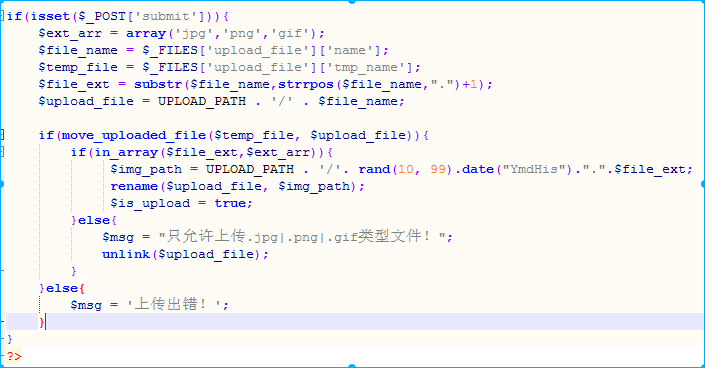 if(isset($_POST['submit'])){
$ext_arr = array('jpg','png','gif');
$file_name = $_FILES['upload_file']['name'];
$temp_file = $_FILES['upload_file']['tmp_name'];
$file_ext = substr($file_name,strrpos($file_name,".")+1);
$upload_file = UPLOAD_PATH . '/' . $file_name;
if(move_uploaded_file($temp_file, $upload_file)){
if(in_array($file_ext,$ext_arr)){
$img_path = UPLOAD_PATH . '/'. rand(10, 99).date("YmdHis").".".$file_ext;
rename($upload_file, $img_path);
$is_upload = true;
}else{
$msg = "只允许上传.jpg|.png|.gif类型文件！";
unlink($upload_file);
}
}else{
$msg = '上传出错！';
}
}
?>